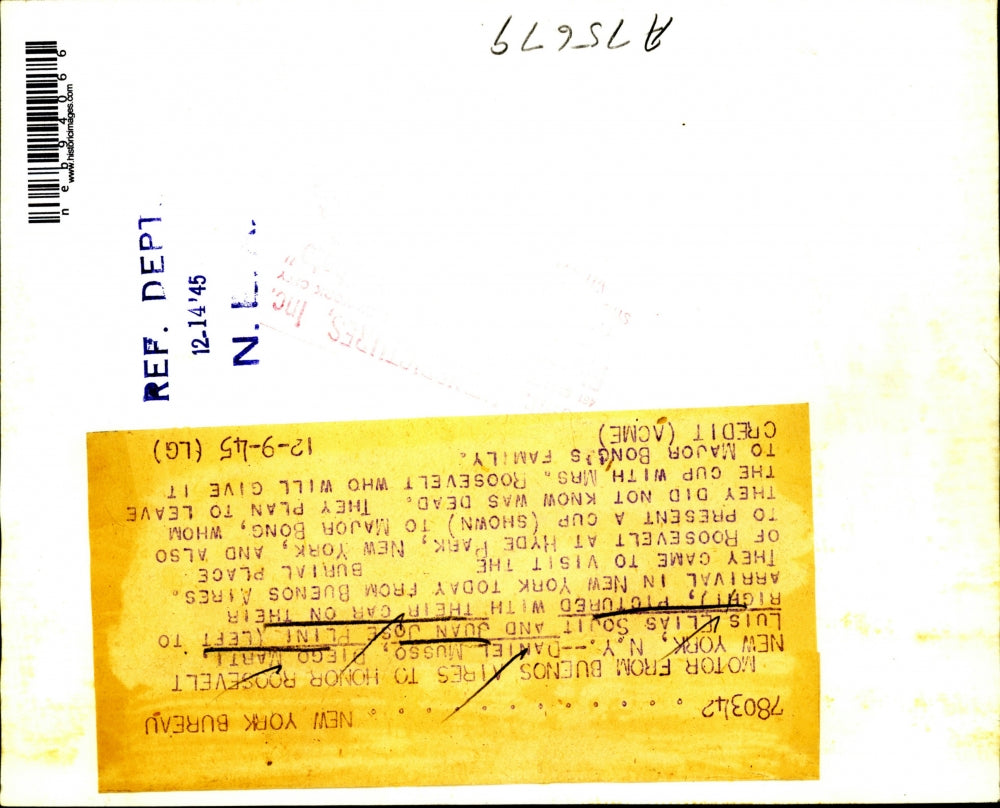 780342 . . . . . . . . . . . . NEW YORK BUREAU
MOTOR FROM BUENOS AIRES TO HONOR ROOSEVELT
NEW YORK, N.Y.--DANIEL MUSSO, DIEGO MARTI
LUIS ELIAS SOJIT AND JUAN JOSE PLINI (LEFT TO
RIGHT), PICTURED WITH THEIR CAR ON THEIR
ARRIVAL IN NEW YORK TODAY FROM BUENOS AIRES.
THEY CAME TO VISIT THE BURIAL PLACE
OF ROOSEVELT AT HYDE PARK, NEW YORK, AND ALSO
TO PRESENT A CUP (SHOWN) TO MAJOR BONG, WHOM
THEY DID NOT KNOW WAS DEAD. THEY PLAN TO LEAVE
THE CUP WITH MRS. ROOSEVELT WHO WILL GIVE IT
TO MAJOR BONG'S FAMILY.
CREDIT (ACME) 12-9-45 (LG)
REF. DEPT.
12-14'45
N.
PICTURES, Inc.
A75679
neb94066
www.historicimages.com